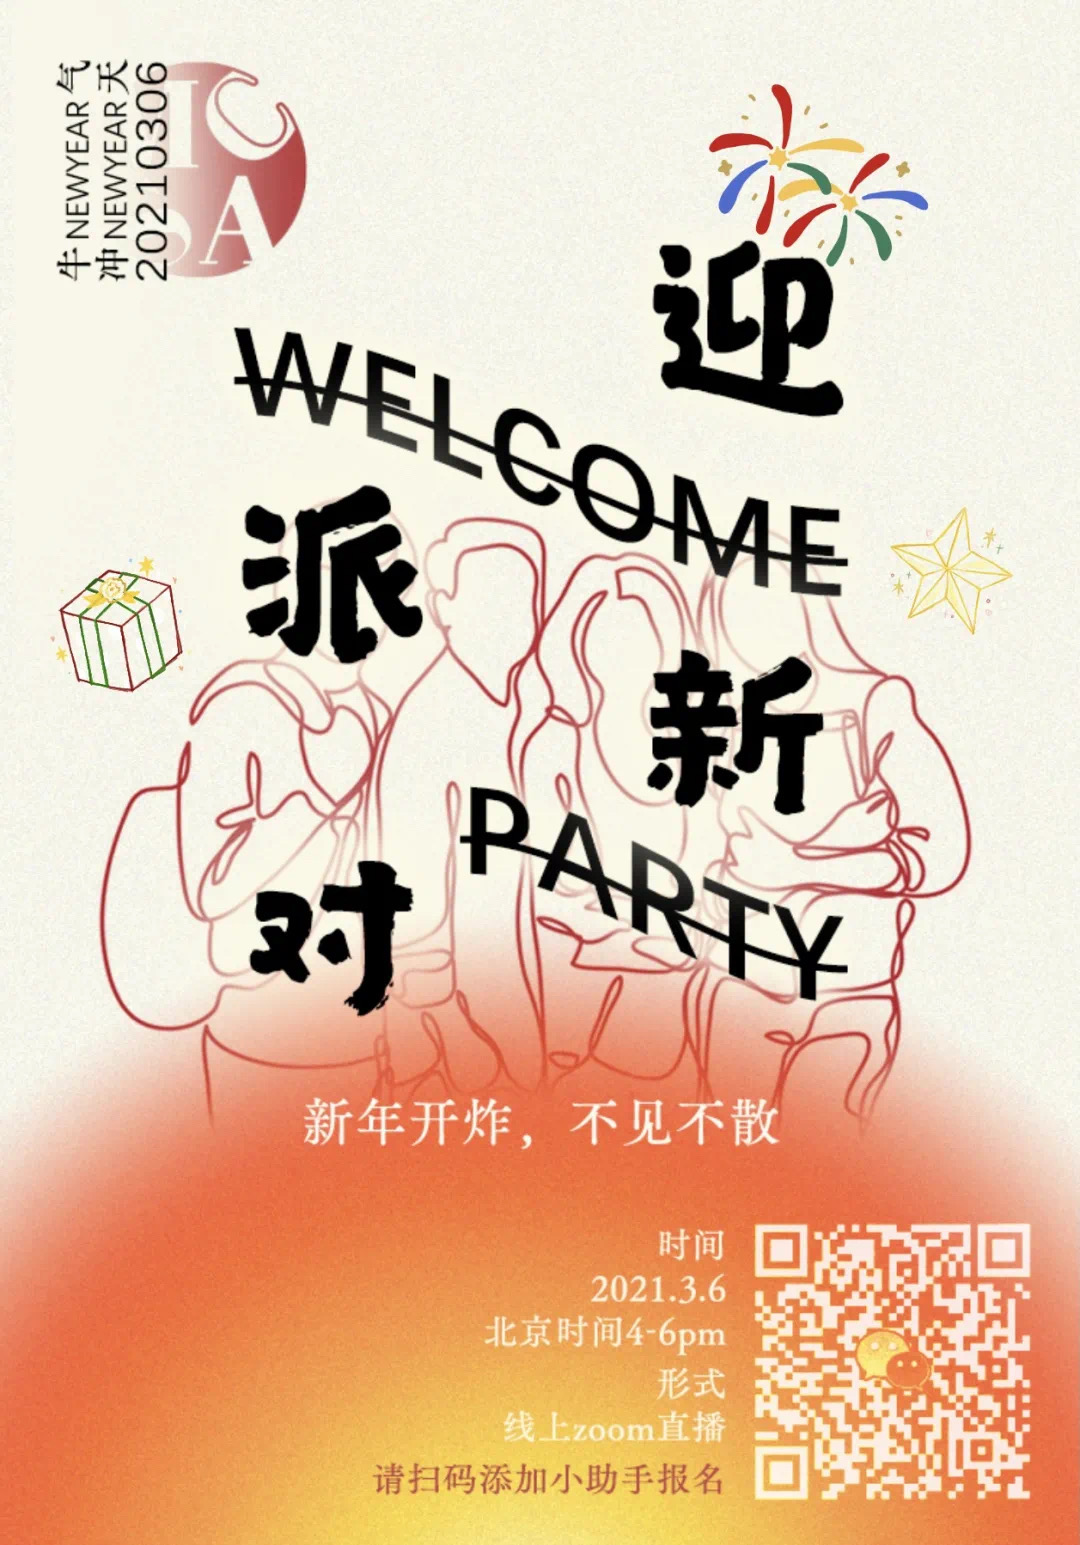 牛NEWYEAR气
冲NEWYEAR天
20210306
IC
SA
WELCOME
迎新
派对
PARTY
新年开炸，不见不散
时间
2021.3.6
北京时间4-6pm
形式
线上zoom直播
请扫码添加小助手报名